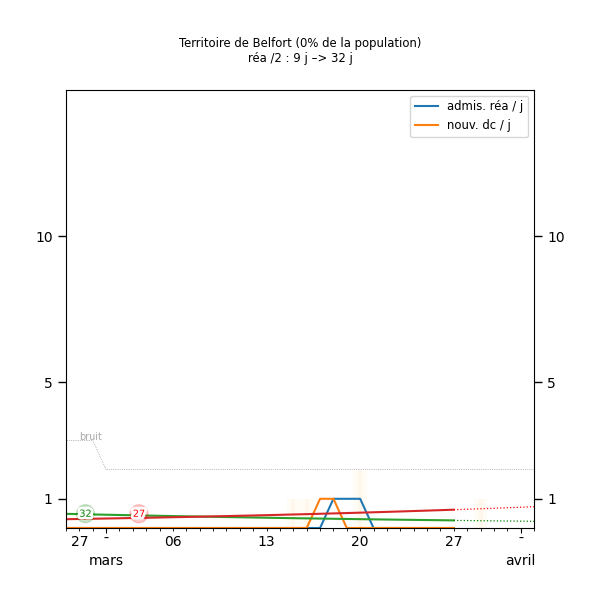 Territoire de Belfort (0% de la population)
réa /2 : 9 j –> 32 j
admis. réa / j
nouv. dc / j
10 10
5 5
bruit
1 1
32 27
27 - 06 13 20 27 -
mars avril